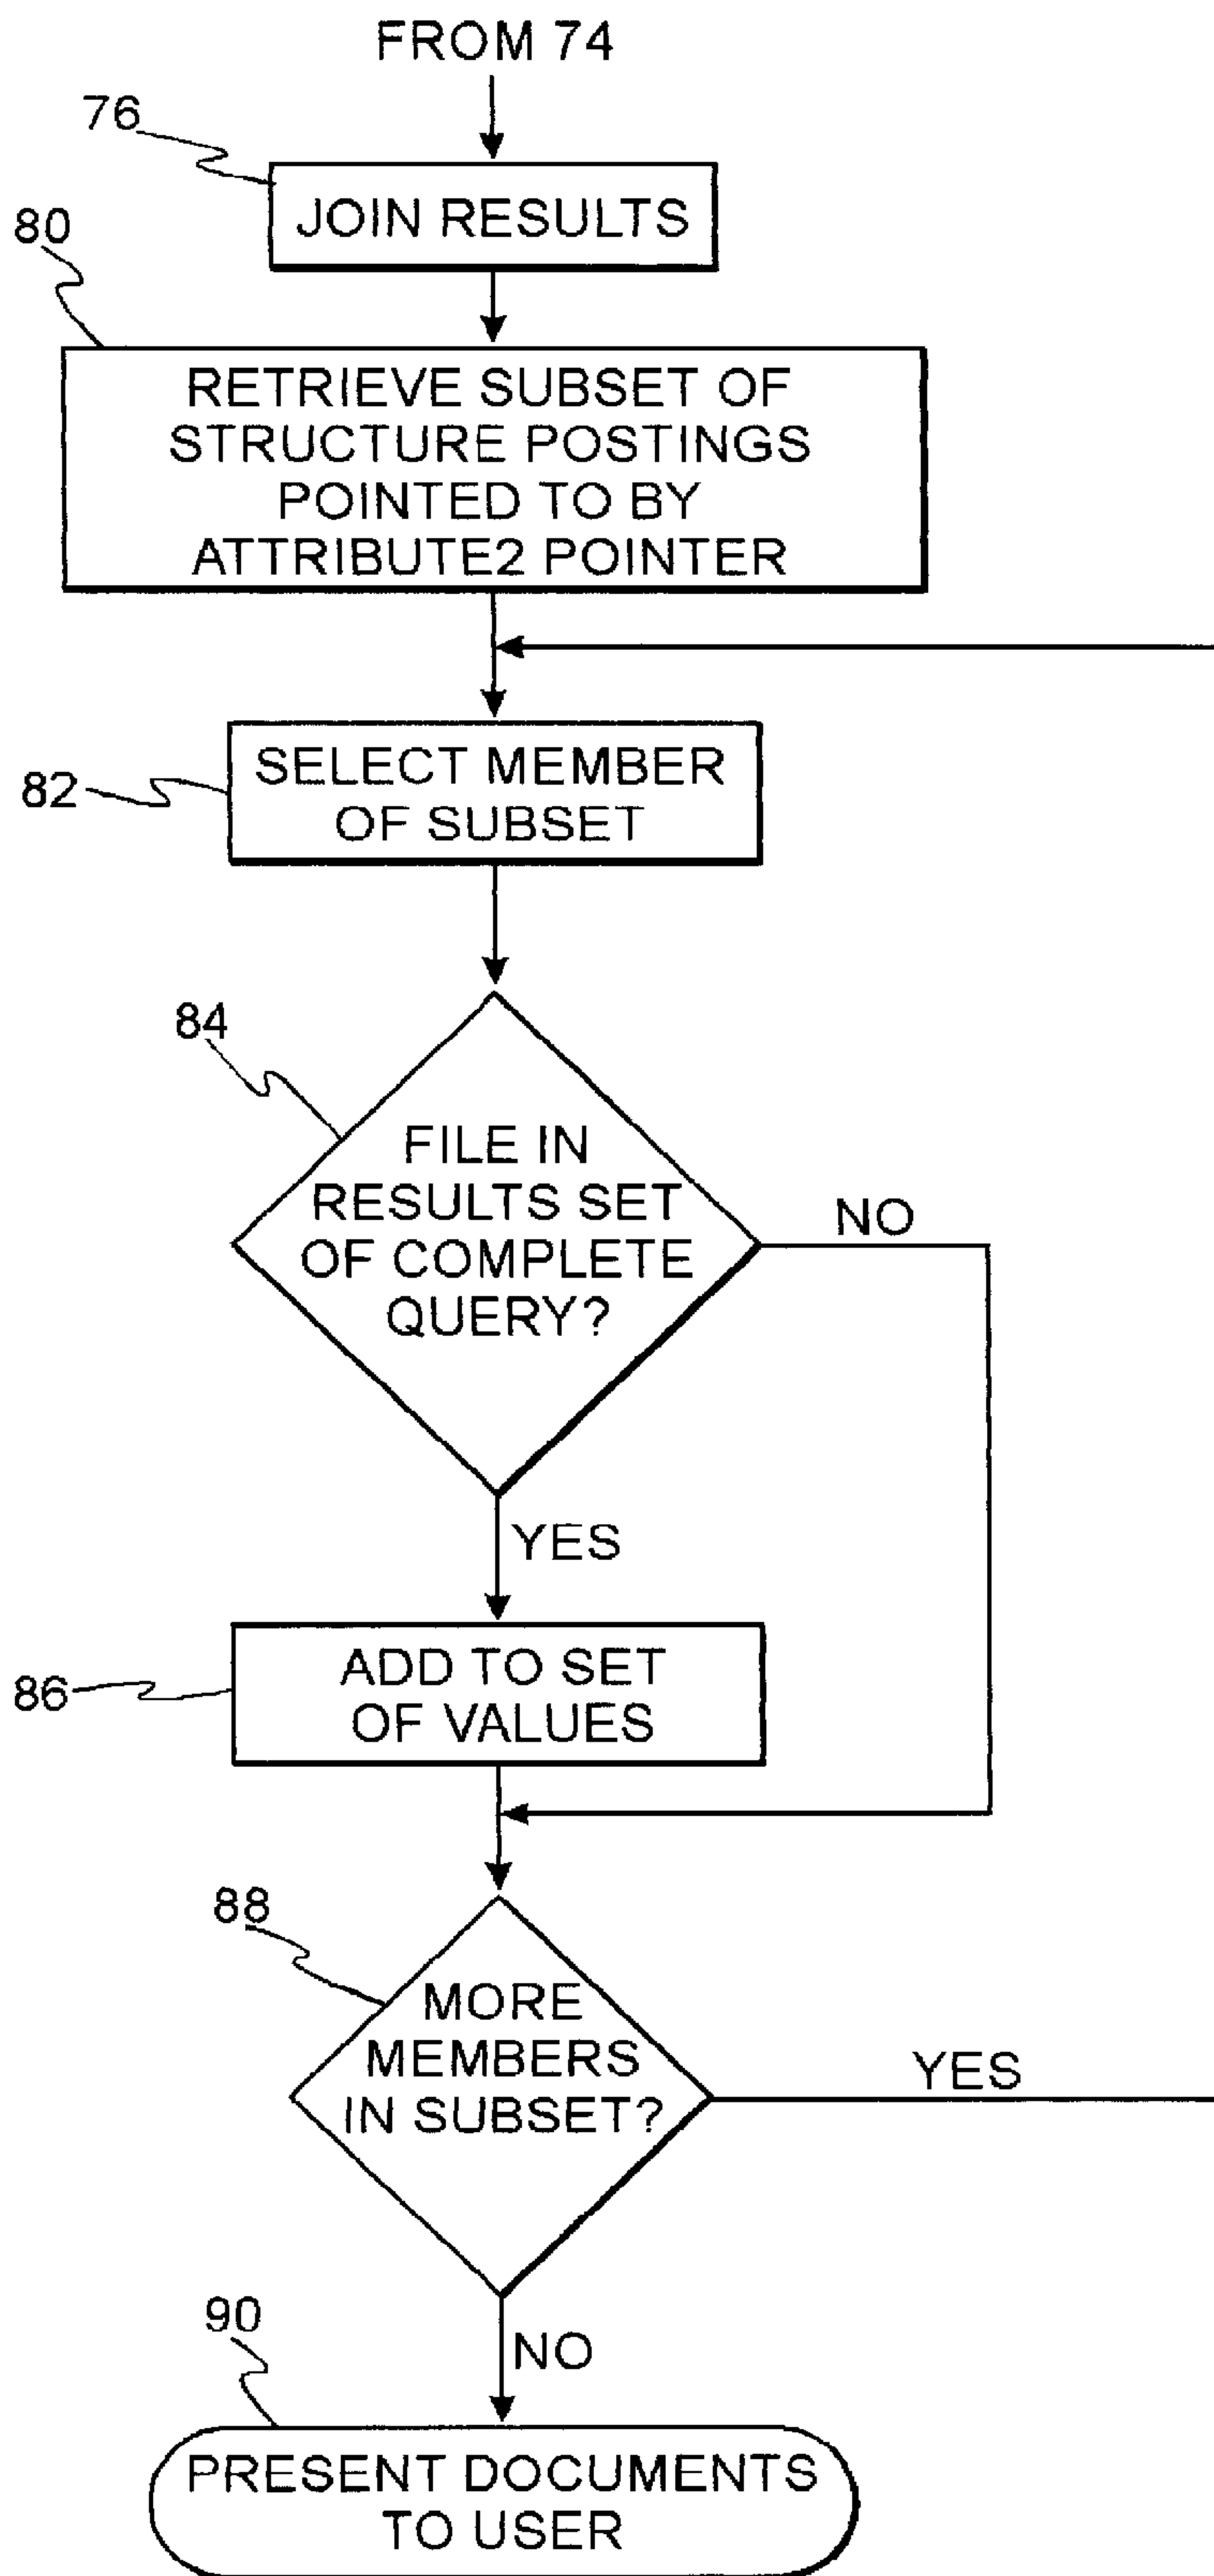 FROM 74
76
JOIN RESULTS
80
RETRIEVE SUBSET OF
STRUCTURE POSTINGS
POINTED TO BY
ATTRIBUTE2 POINTER
82
SELECT MEMBER
OF SUBSET
84
FILE IN
RESULTS SET
OF COMPLETE
QUERY?
NO
YES
86
ADD TO SET
OF VALUES
88
MORE
MEMBERS
IN SUBSET?
YES
NO
90
PRESENT DOCUMENTS
TO USER